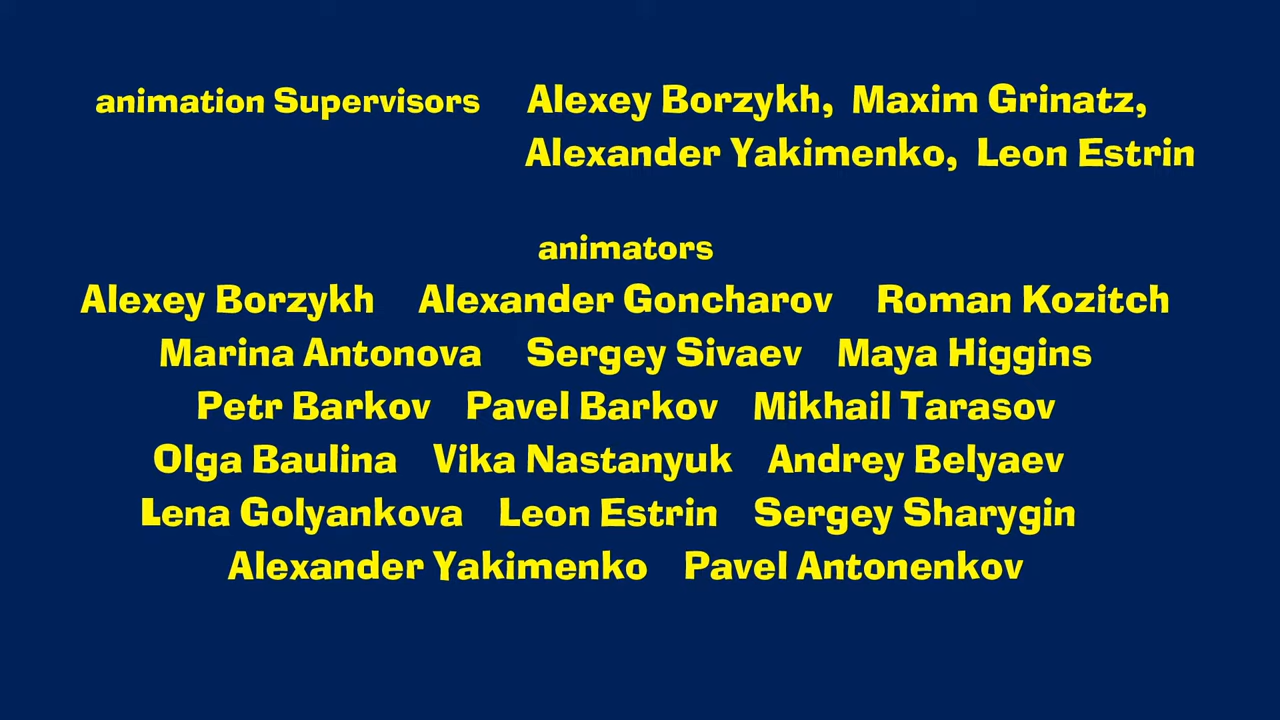 animation Supervisors Alexey Borzykh, Maxim Grinatz,
Alexander Yakimenko, Leon Estrin
animators
Alexey Borzykh Alexander Goncharov Roman Kozitch
Marina Antonova Sergey Sivaev Maya Higgins
Petr Barkov Pavel Barkov Mikhail Tarasov
Olga Baulina Vika Nastanyuk Andrey Belyaev
Lena Golyankova Leon Estrin Sergey Sharygin
Alexander Yakimenko Pavel Antonenkov